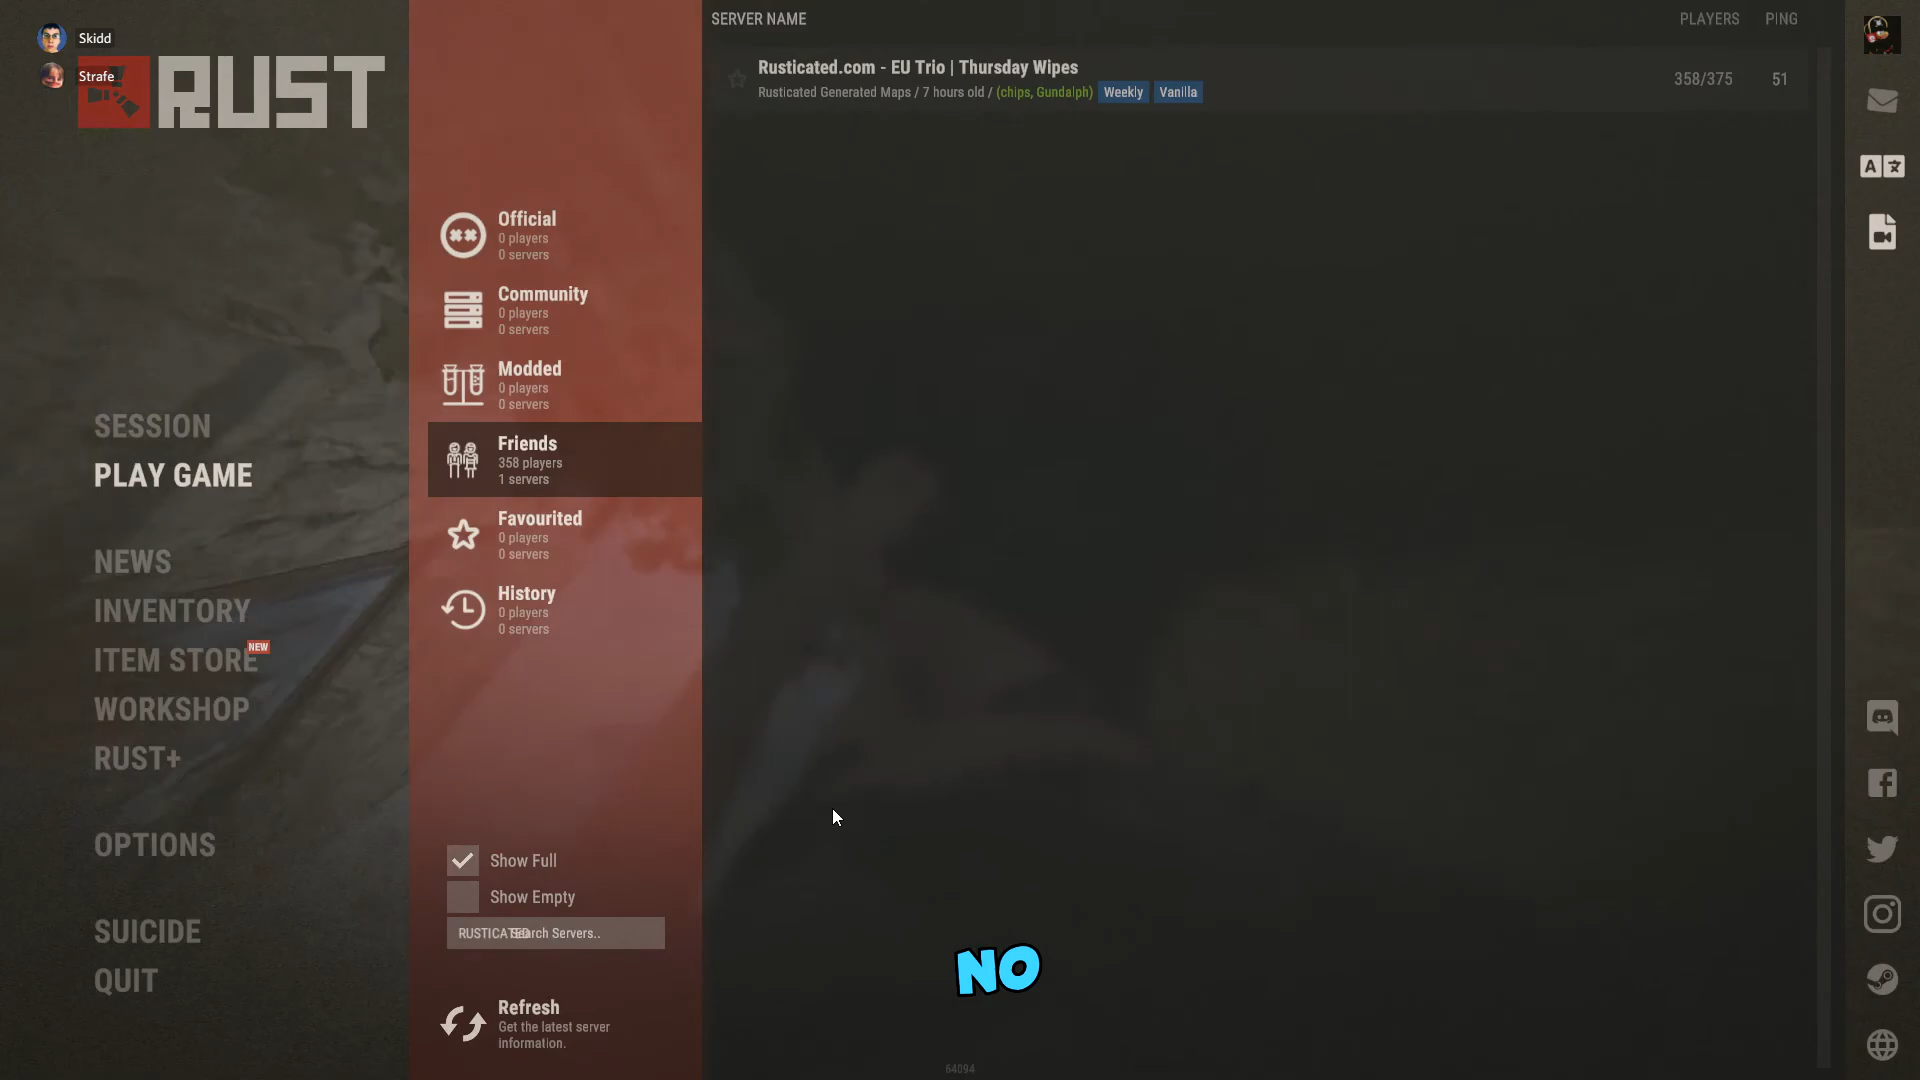 Skidd
Strafe
RUST
SESSION
PLAY GAME
NEWS
INVENTORY
ITEM STORE
NEW
WORKSHOP
RUST+
OPTIONS
SUICIDE
QUIT
Official
0 players
0 servers
Community
0 players
0 servers
Modded
0 players
0 servers
Friends
358 players
1 servers
Favourited
0 players
0 servers
History
0 players
0 servers
Show Full
Show Empty
RUSTICATED Search Servers..
Refresh
Get the latest server
information.
SERVER NAME PLAYERS PING
Rusticated.com - EU Trio | Thursday Wipes 358/375 51
Rusticated Generated Maps / 7 hours old / (chips, Gundalph) Weekly Vanilla
NO
64094
A